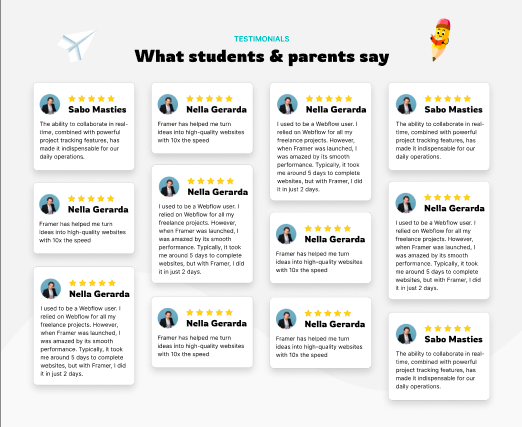 TESTIMONIALS
What students & parents say
Sabo Masties
The ability to collaborate in real-
time, combined with powerful
project tracking features, has
made it indispensable for our
daily operations.
Nella Gerarda
Framer has helped me turn
ideas into high-quality websites
with 10x the speed
Nella Gerarda
I used to be a Webflow user. I
relied on Webflow for all my
freelance projects. However,
when Framer was launched, I
was amazed by its smooth
performance. Typically, it took
me around 5 days to complete
websites, but with Framer, I did
it in just 2 days.
Nella Gerarda
Framer has helped me turn
ideas into high-quality websites
with 10x the speed
Nella Gerarda
I used to be a Webflow user. I
relied on Webflow for all my
freelance projects. However,
when Framer was launched, I
was amazed by its smooth
performance. Typically, it took
me around 5 days to complete
websites, but with Framer, I did
it in just 2 days.
Nella Gerarda
Framer has helped me turn
ideas into high-quality websites
with 10x the speed
Nella Gerarda
I used to be a Webflow user. I
relied on Webflow for all my
freelance projects. However,
when Framer was launched, I
was amazed by its smooth
performance. Typically, it took
me around 5 days to complete
websites, but with Framer, I did
it in just 2 days.
Nella Gerarda
Framer has helped me turn
ideas into high-quality websites
with 10x the speed
Nella Gerarda
Framer has helped me turn
ideas into high-quality websites
with 10x the speed
Sabo Masties
The ability to collaborate in real-
time, combined with powerful
project tracking features, has
made it indispensable for our
daily operations.
Nella Gerarda
I used to be a Webflow user. I
relied on Webflow for all my
freelance projects. However,
when Framer was launched, I
was amazed by its smooth
performance. Typically, it took
me around 5 days to complete
websites, but with Framer, I did
it in just 2 days.
Sabo Masties
The ability to collaborate in real-
time, combined with powerful
project tracking features, has
made it indispensable for our
daily operations.